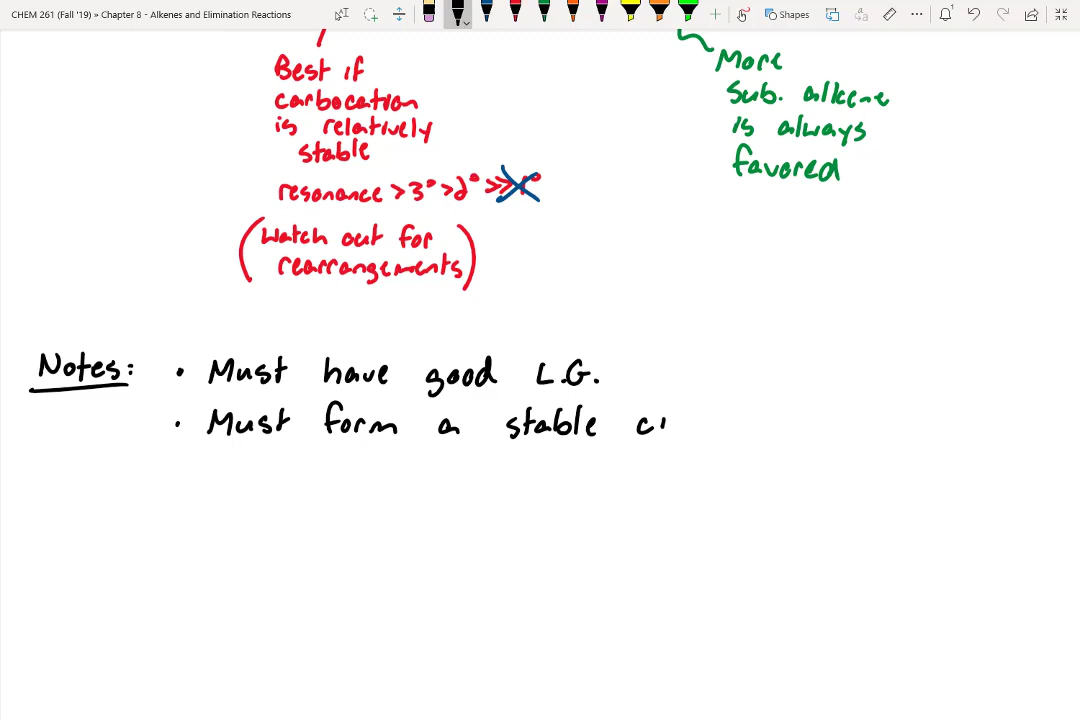 CHEM 261 (Fall '19) » Chapter 8 - Alkenes and Elimination Reactions
Shapes
Best if
carbocation
is relatively
stable
resonance > 3° > 2° >> 1°
(Watch out for
rearrangements)
More
sub. alkene
is always
favored
Notes: • Must have good L.G.
• Must form a stable